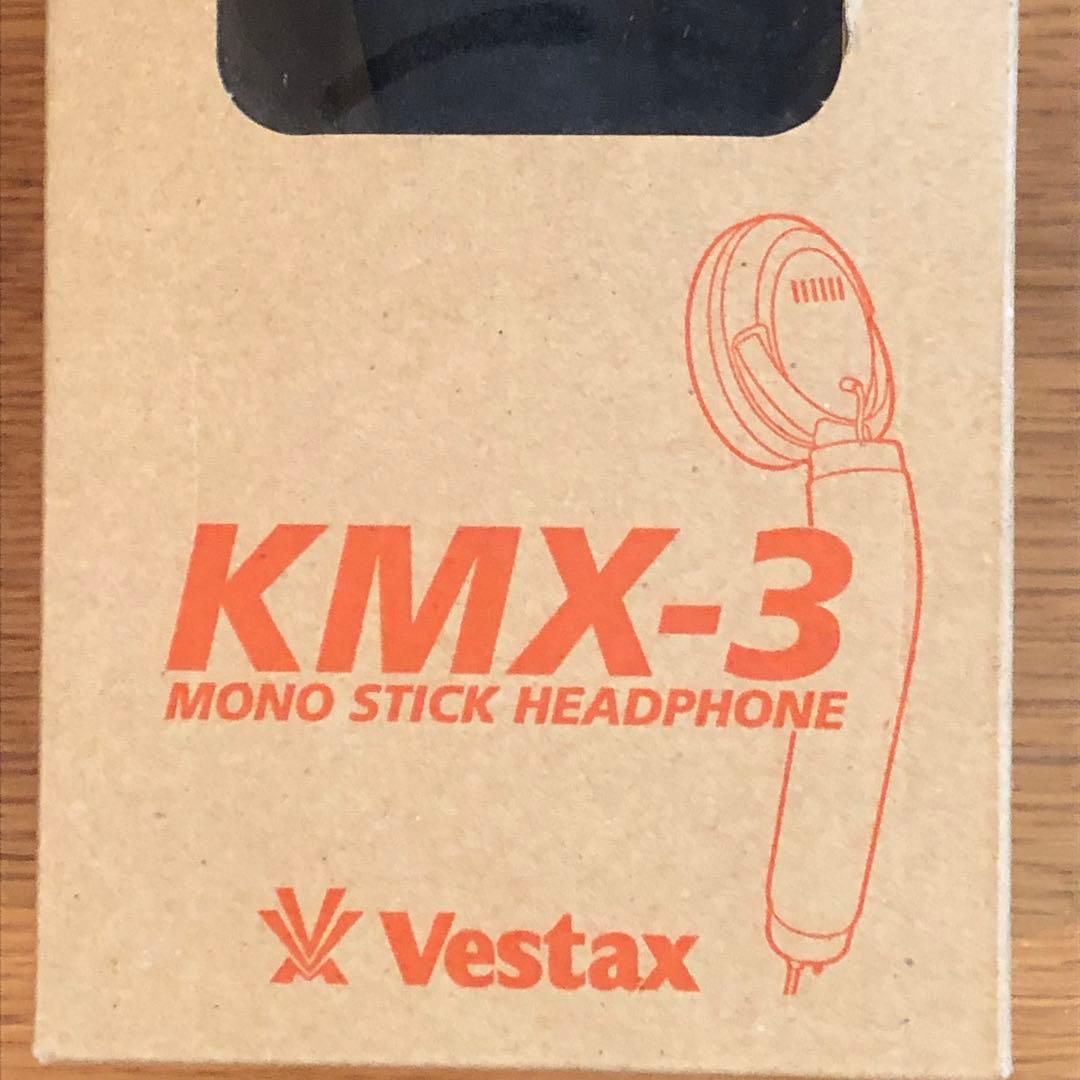 KMX-3
MONO STICK HEADPHONE
Vestax